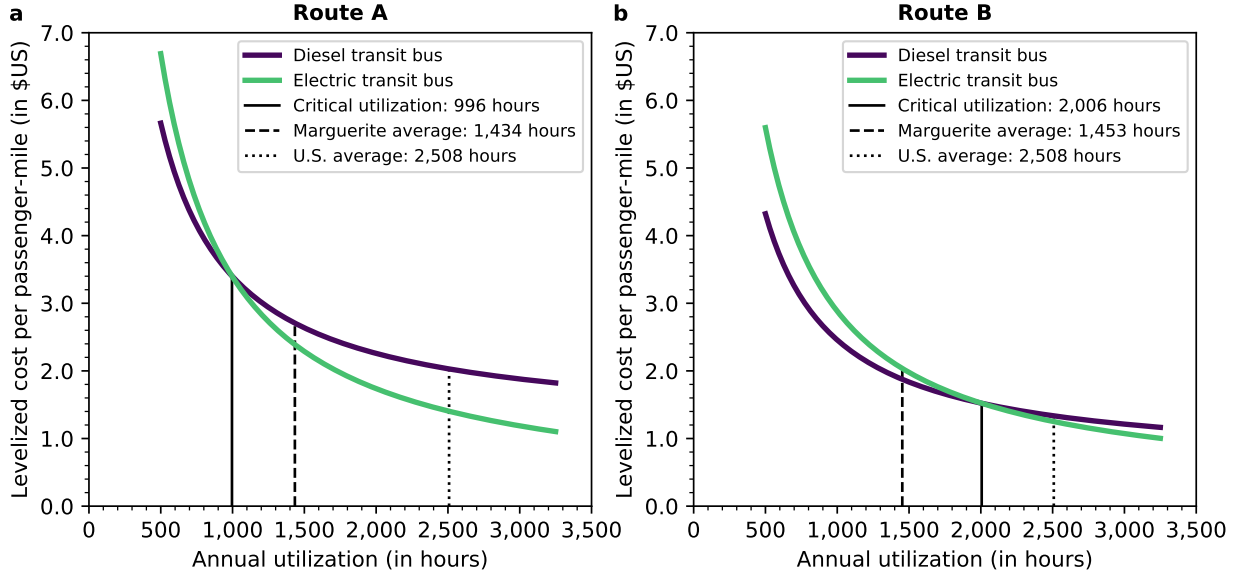 a
Route A
Levelized cost per passenger-mile (in $US)
7.0
6.0
5.0
4.0
3.0
2.0
1.0
0.0
Diesel transit bus
Electric transit bus
Critical utilization: 996 hours
Marguerite average: 1,434 hours
U.S. average: 2,508 hours
0 500 1,000 1,500 2,000 2,500 3,000 3,500
Annual utilization (in hours)
b
Route B
Levelized cost per passenger-mile (in $US)
7.0
6.0
5.0
4.0
3.0
2.0
1.0
0.0
Diesel transit bus
Electric transit bus
Critical utilization: 2,006 hours
Marguerite average: 1,453 hours
U.S. average: 2,508 hours
0 500 1,000 1,500 2,000 2,500 3,000 3,500
Annual utilization (in hours)